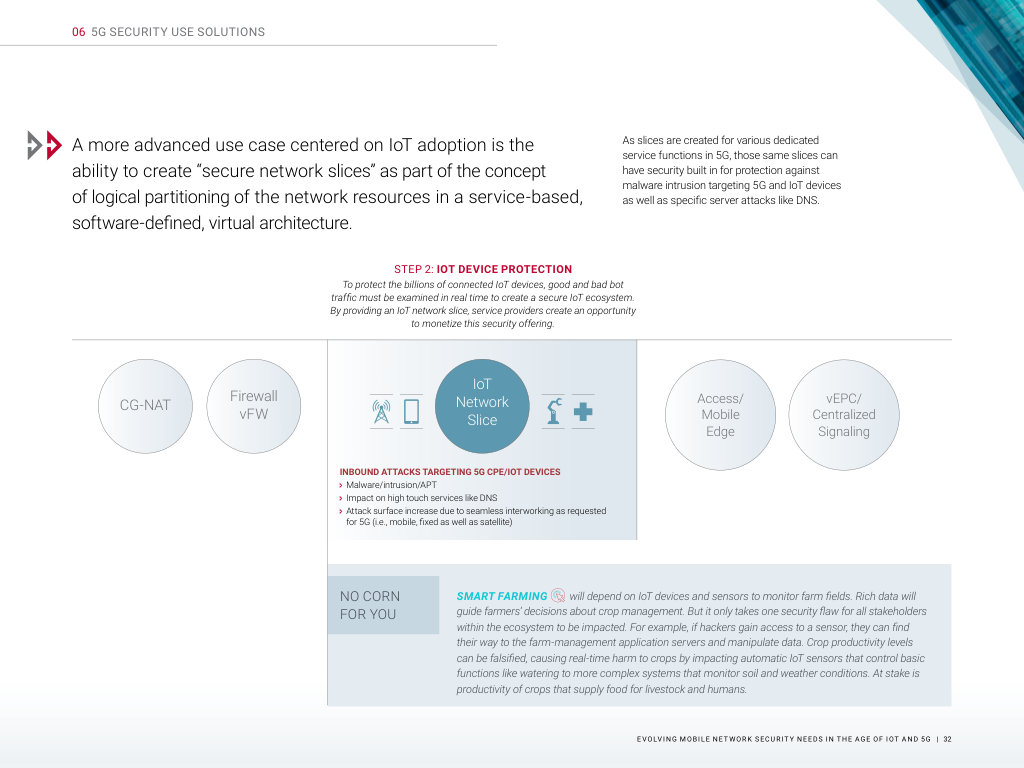 06 5G SECURITY USE SOLUTIONS
A more advanced use case centered on IoT adoption is the
ability to create “secure network slices” as part of the concept
of logical partitioning of the network resources in a service-based,
software-defined, virtual architecture.
As slices are created for various dedicated
service functions in 5G, those same slices can
have security built in for protection against
malware intrusion targeting 5G and IoT devices
as well as specific server attacks like DNS.
STEP 2: IOT DEVICE PROTECTION
To protect the billions of connected IoT devices, good and bad bot
traffic must be examined in real time to create a secure IoT ecosystem.
By providing an IoT network slice, service providers create an opportunity
to monetize this security offering.
CG-NAT
Firewall
vFW
IoT
Network
Slice
Access/
Mobile
Edge
vEPC/
Centralized
Signaling
INBOUND ATTACKS TARGETING 5G CPE/IOT DEVICES
Malware/intrusion/APT
Impact on high touch services like DNS
Attack surface increase due to seamless interworking as requested
for 5G (i.e., mobile, fixed as well as satellite)
NO CORN
FOR YOU
SMART FARMING will depend on IoT devices and sensors to monitor farm fields. Rich data will
guide farmers’ decisions about crop management. But it only takes one security flaw for all stakeholders
within the ecosystem to be impacted. For example, if hackers gain access to a sensor, they can find
their way to the farm-management application servers and manipulate data. Crop productivity levels
can be falsified, causing real-time harm to crops by impacting automatic IoT sensors that control basic
functions like watering to more complex systems that monitor soil and weather conditions. At stake is
productivity of crops that supply food for livestock and humans.
EVOLVING MOBILE NETWORK SECURITY NEEDS IN THE AGE OF IOT AND 5G | 32